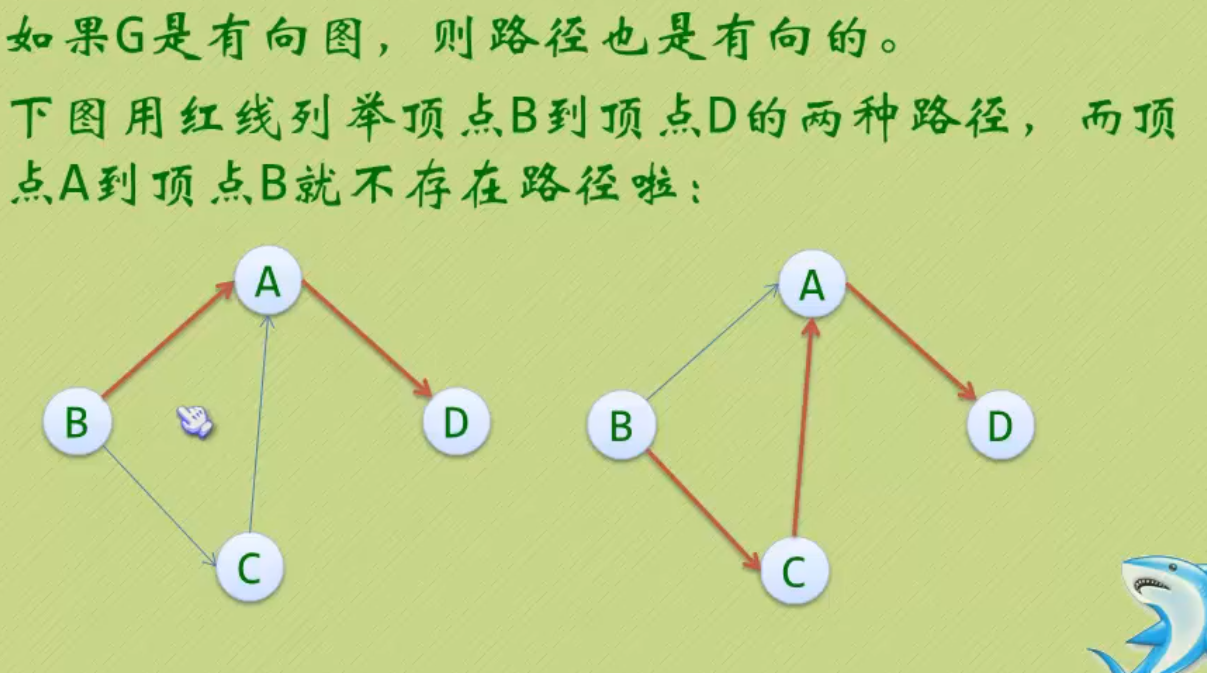 如果G是有向图，则路径也是有向的。
下图用红线列举顶点B到顶点D的两种路径，而顶
点A到顶点B就不存在路径啦：
A
B
D
C
A
B
D
C